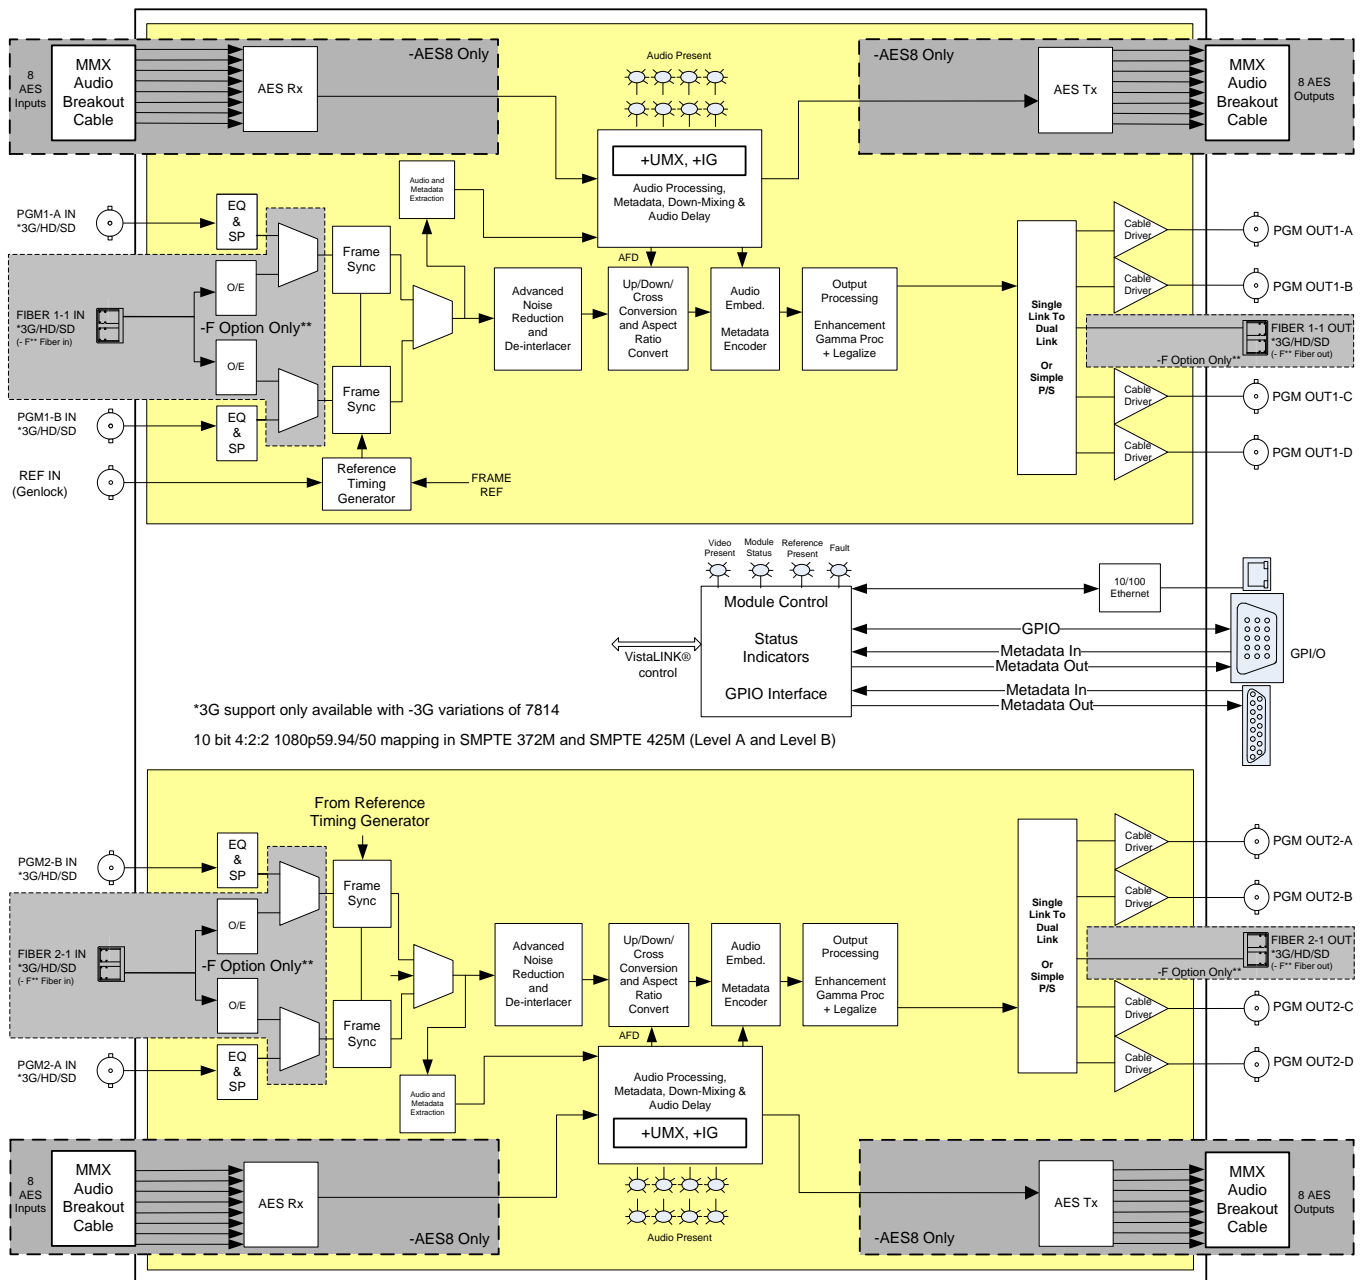 8
AES
Inputs
MMX
Audio
Breakout
Cable
AES Rx
-AES8 Only
Audio Present
+UMX, +IG
Audio Processing,
Metadata, Down-Mixing &
Audio Delay
-AES8 Only
AES Tx
MMX
Audio
Breakout
Cable
8 AES
Outputs
Audio and
Metadata
Extraction
PGM1-A IN
*3G/HD/SD
EQ
&
SP
Frame
Sync
O/E
FIBER 1-1 IN
*3G/HD/SD
(- F** Fiber in)
-F Option Only**
O/E
Frame
Sync
PGM1-B IN
*3G/HD/SD
EQ
&
SP
REF IN
(Genlock)
Reference
Timing
Generator
FRAME
REF
Advanced
Noise
Reduction
and
De-interlacer
AFD
Up/Down/
Cross
Conversion
and Aspect
Ratio
Convert
Audio
Embed.
Metadata
Encoder
Output
Processing
Enhancement
Gamma Proc
+ Legalize
Single
Link To
Dual
Link
Or
Simple
P/S
Cable
Driver
PGM OUT1-A
Cable
Driver
PGM OUT1-B
FIBER 1-1 OUT
*3G/HD/SD
(- F** Fiber out)
-F Option Only**
Cable
Driver
PGM OUT1-C
Cable
Driver
PGM OUT1-D
Video
Present
Module
Status
Reference
Present
Fault
Module Control
Status
Indicators
GPIO Interface
VistaLINK®
control
10/100
Ethernet
GPIO
Metadata In
Metadata Out
Metadata In
Metadata Out
GPI/O
*3G support only available with -3G variations of 7814
10 bit 4:2:2 1080p59.94/50 mapping in SMPTE 372M and SMPTE 425M (Level A and Level B)
From Reference
Timing Generator
PGM2-B IN
*3G/HD/SD
EQ
&
SP
Frame
Sync
O/E
FIBER 2-1 IN
*3G/HD/SD
(- F** Fiber in)
-F Option Only**
O/E
Frame
Sync
PGM2-A IN
*3G/HD/SD
EQ
&
SP
Audio and
Metadata
Extraction
Advanced
Noise
Reduction
and
De-interlacer
Up/Down/
Cross
Conversion
and Aspect
Ratio
Convert
AFD
Audio
Embed.
Metadata
Encoder
Output
Processing
Enhancement
Gamma Proc
+ Legalize
Single
Link To
Dual
Link
Or
Simple
P/S
Cable
Driver
PGM OUT2-A
Cable
Driver
PGM OUT2-B
FIBER 2-1 OUT
*3G/HD/SD
(- F** Fiber out)
-F Option Only**
Cable
Driver
PGM OUT2-C
Cable
Driver
PGM OUT2-D
Audio Processing,
Metadata, Down-Mixing &
Audio Delay
+UMX, +IG
Audio Present
8
AES
Inputs
MMX
Audio
Breakout
Cable
AES Rx
-AES8 Only
-AES8 Only
AES Tx
MMX
Audio
Breakout
Cable
8 AES
Outputs